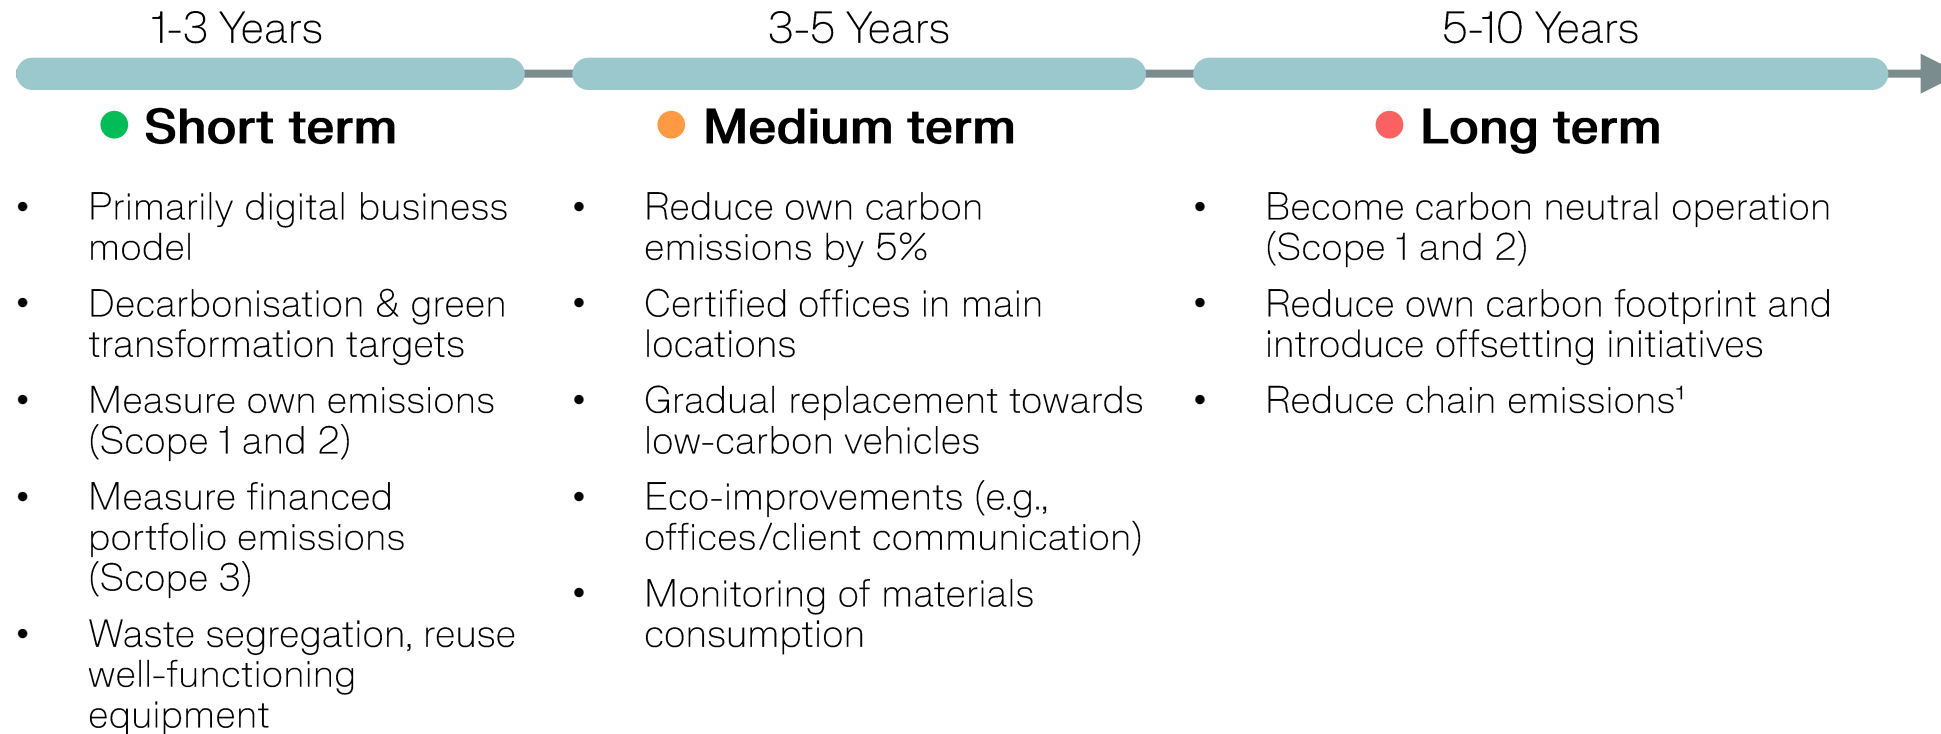 1-3 Years
3-5 Years
5-10 Years
Short term
• Primarily digital business
model
• Decarbonisation & green
transformation targets
• Measure own emissions
(Scope 1 and 2)
• Measure financed
portfolio emissions
(Scope 3)
• Waste segregation, reuse
well-functioning
equipment
Medium term
• Reduce own carbon
emissions by 5%
• Certified offices in main
locations
• Gradual replacement towards
low-carbon vehicles
• Eco-improvements (e.g.,
offices/client communication)
• Monitoring of materials
consumption
Long term
• Become carbon neutral operation
(Scope 1 and 2)
• Reduce own carbon footprint and
introduce offsetting initiatives
• Reduce chain emissions¹